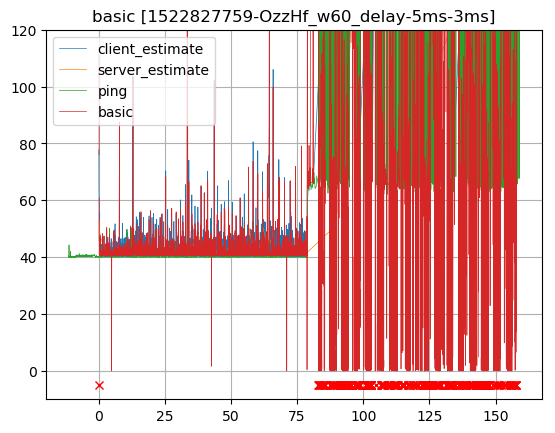 basic [1522827759-OzzHf_w60_delay-5ms-3ms]
120
100
80
60
40
20
0
client_estimate
server_estimate
ping
basic
0 25 50 75 100 125 150